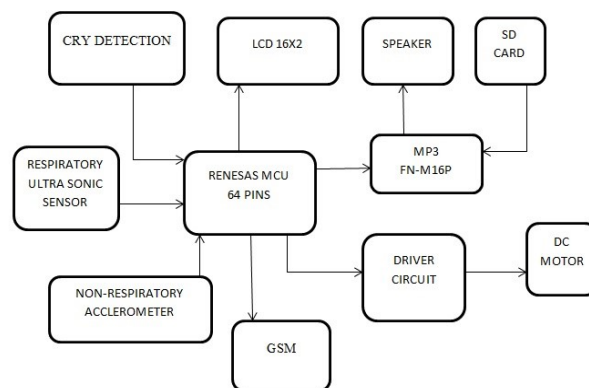 CRY DETECTION
LCD 16X2
SPEAKER
SD
CARD
RESPIRATORY
ULTRA SONIC
SENSOR
RENESAS MCU
64 PINS
MP3
FN-M16P
NON-RESPIRATORY
ACCLEROMETER
GSM
DRIVER
CIRCUIT
DC
MOTOR